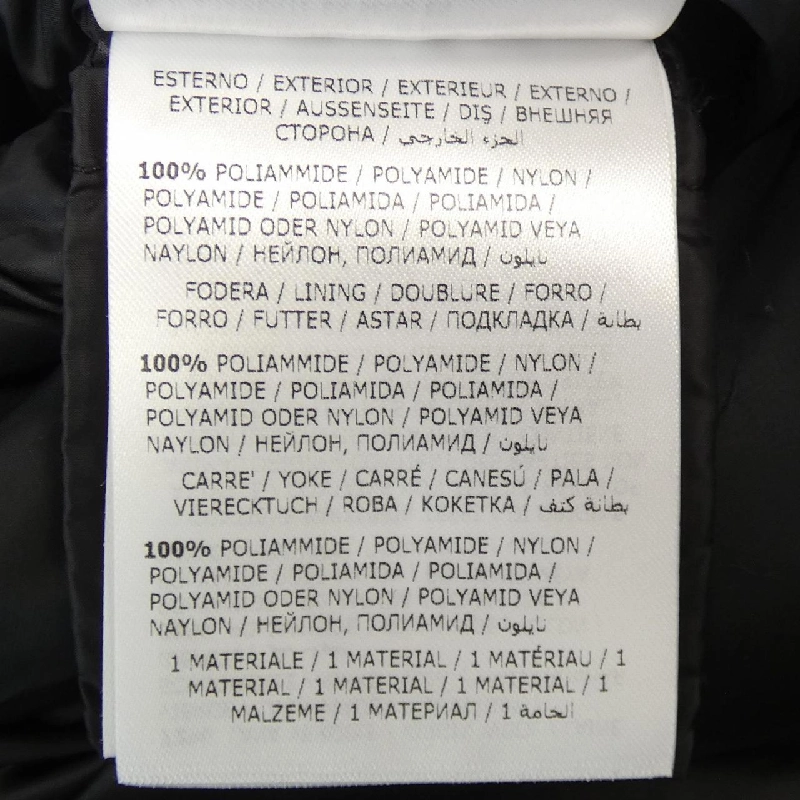 ESTERNO / EXTERIOR / EXTERIEUR / EXTERNO /
EXTERIOR / AUSSENSEITE / DIŞ / ВНЕШНЯЯ
СТОРОНА / الجزء الخارجي
100% POLIAMMIDE / POLYAMIDE / NYLON /
POLYAMIDE / POLIAMIDA / POLIAMIDA /
POLYAMID ODER NYLON / POLYAMID VEYA
NAYLON / НЕЙЛОН, ПОЛИАМИД / نايلون
FODERA / LINING / DOUBLURE / FORRO /
FORRO / FUTTER / ASTAR / ПОДКЛАДКА / بطانة
100% POLIAMMIDE / POLYAMIDE / NYLON /
POLYAMIDE / POLIAMIDA / POLIAMIDA /
POLYAMID ODER NYLON / POLYAMID VEYA
NAYLON / НЕЙЛОН, ПОЛИАМИД / نايلون
CARRE' / YOKE / CARRÉ / CANESÚ / PALA /
VIERECKTUCH / ROBA / КОКЕТКА / بطانة كتف
100% POLIAMMIDE / POLYAMIDE / NYLON /
POLYAMIDE / POLIAMIDA / POLIAMIDA /
POLYAMID ODER NYLON / POLYAMID VEYA
NAYLON / НЕЙЛОН, ПОЛИАМИД / نايلون
1 MATERIALE / 1 MATERIAL / 1 MATÉRIAU / 1
MATERIAL / 1 MATERIAL / 1 MATERIAL / 1
MALZEME / 1 МАТЕРИАЛ / 1 الخامة